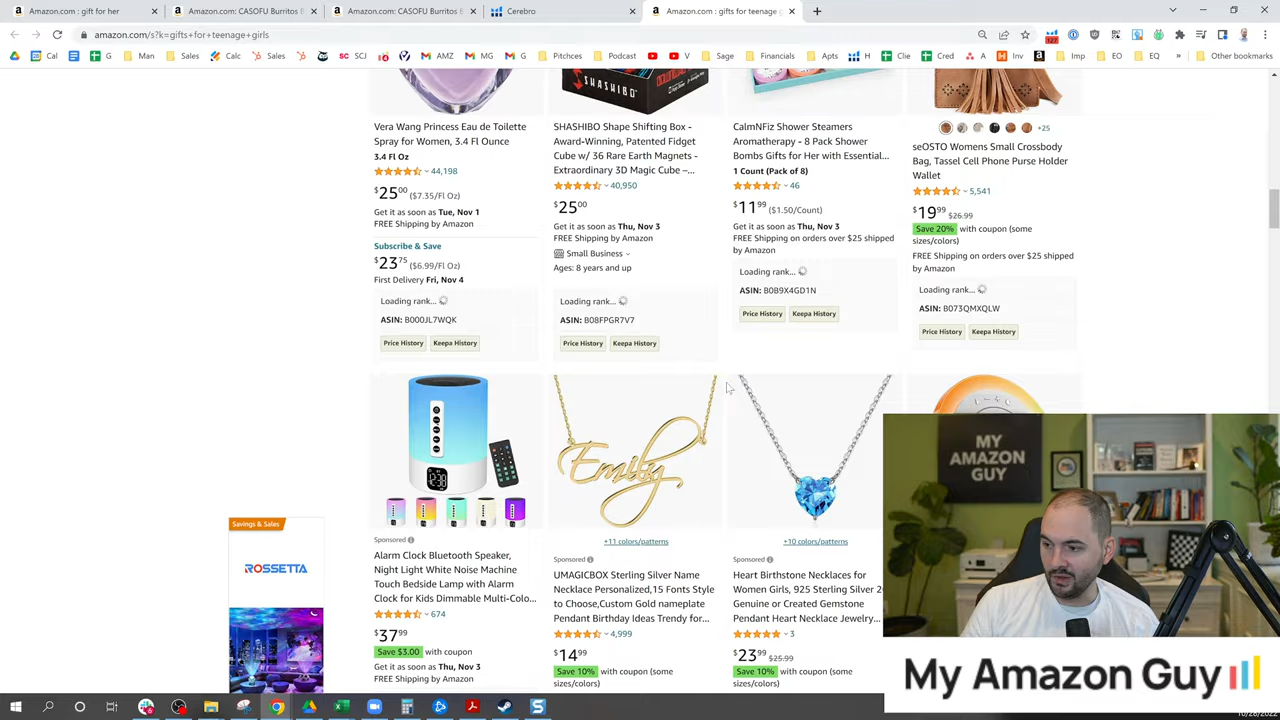 Amazon.com : gift for her
Amazon.com: CASOFU Burritos B
Amazon.com: CASOFU Burritos B
Cerebro
Amazon.com : gifts for teenage g
amazon.com/s?k=gifts+for+teenage+girls
127
Cal
G
Man
Sales
Calc
Sales
SC
SCJ
AMZ
MG
G
Pitchces
Podcast
V
Sage
Financials
Apts
H
Clie
Cred
A
Inv
Imp
EO
EQ
»
Other bookmarks
SHASHIBO
Vera Wang Princess Eau de Toilette
Spray for Women, 3.4 Fl Ounce
3.4 Fl Oz
44,198
$25 00 ($7.35/Fl Oz)
Get it as soon as Tue, Nov 1
FREE Shipping by Amazon
Subscribe & Save
$23 75 ($6.99/Fl Oz)
First Delivery Fri, Nov 4
Loading rank...
ASIN: B000JL7WQK
Price History
Keepa History
SHASHIBO Shape Shifting Box -
Award-Winning, Patented Fidget
Cube w/ 36 Rare Earth Magnets -
Extraordinary 3D Magic Cube –...
40,950
$25 00
Get it as soon as Thu, Nov 3
FREE Shipping by Amazon
Small Business
Ages: 8 years and up
Loading rank...
ASIN: B08FPGR7V7
Price History
Keepa History
CalmNFiz Shower Steamers
Aromatherapy - 8 Pack Shower
Bombs Gifts for Her with Essential...
1 Count (Pack of 8)
46
$11 99 ($1.50/Count)
Get it as soon as Thu, Nov 3
FREE Shipping on orders over $25 shipped
by Amazon
Loading rank...
ASIN: B0B9X4GD1N
Price History
Keepa History
+25
seOSTO Womens Small Crossbody
Bag, Tassel Cell Phone Purse Holder
Wallet
5,541
$19 99 $26.99
Save 20% with coupon (some
sizes/colors)
FREE Shipping on orders over $25 shipped
by Amazon
Loading rank...
ASIN: B073QMXQLW
Price History
Keepa History
Savings & Sales
ROSSETTA
Sponsored
Alarm Clock Bluetooth Speaker,
Night Light White Noise Machine
Touch Bedside Lamp with Alarm
Clock for Kids Dimmable Multi-Colo...
674
$37 99
Save $3.00 with coupon
Get it as soon as Thu, Nov 3
FREE Shipping by Amazon
Emily
+11 colors/patterns
Sponsored
UMAGICBOX Sterling Silver Name
Necklace Personalized,15 Fonts Style
to Choose,Custom Gold nameplate
Pendant Birthday Ideas Trendy for...
4,999
$14 99
Save 10% with coupon (some
sizes/colors)
+10 colors/patterns
Sponsored
Heart Birthstone Necklaces for
Women Girls, 925 Sterling Silver 2
Genuine or Created Gemstone
Pendant Heart Necklace Jewelry...
3
$23 99 $25.99
Save 10% with coupon (some
sizes/colors)
MY
AMAZON
GUY
My Amazon Guy
10/28/2022